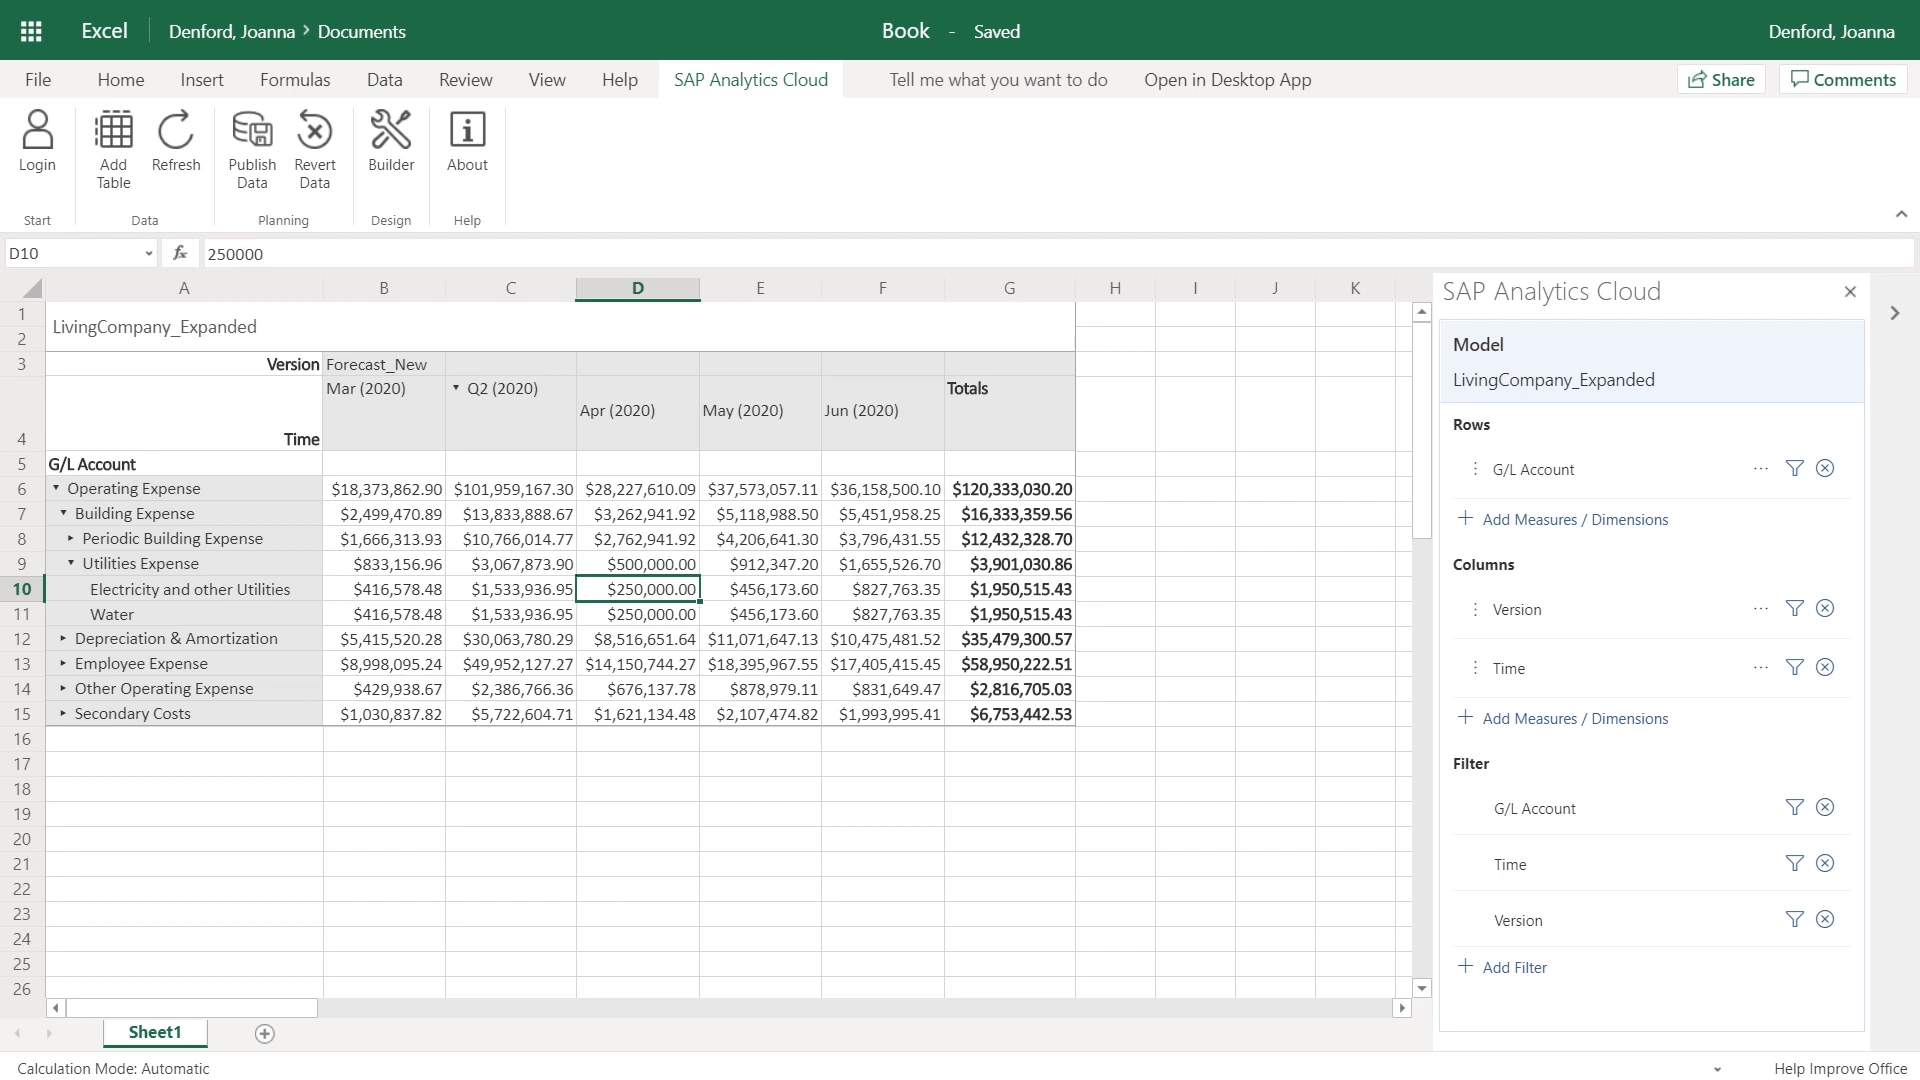 Excel Denford, Joanna > Documents Book - Saved Denford, Joanna
File Home Insert Formulas Data Review View Help SAP Analytics Cloud Tell me what you want to do Open in Desktop App Share Comments
Login Add Table Refresh Publish Data Revert Data Builder About
Start Data Planning Design Help
D10 fx 250000
A B C D E F G H I J K
1
LivingCompany_Expanded
2
3 Version Forecast_New
Mar (2020) Q2 (2020) Totals
Apr (2020) May (2020) Jun (2020)
4 Time
5 G/L Account
6 Operating Expense $18,373,862.90 $101,959,167.30 $28,227,610.09 $37,573,057.11 $36,158,500.10 $120,333,030.20
7 Building Expense $2,499,470.89 $13,833,888.67 $3,262,941.92 $5,118,988.50 $5,451,958.25 $16,333,359.56
8 Periodic Building Expense $1,666,313.93 $10,766,014.77 $2,762,941.92 $4,206,641.30 $3,796,431.55 $12,432,328.70
9 Utilities Expense $833,156.96 $3,067,873.90 $500,000.00 $912,347.20 $1,655,526.70 $3,901,030.86
10 Electricity and other Utilities $416,578.48 $1,533,936.95 $250,000.00 $456,173.60 $827,763.35 $1,950,515.43
11 Water $416,578.48 $1,533,936.95 $250,000.00 $456,173.60 $827,763.35 $1,950,515.43
12 Depreciation & Amortization $5,415,520.28 $30,063,780.29 $8,516,651.64 $11,071,647.13 $10,475,481.52 $35,479,300.57
13 Employee Expense $8,998,095.24 $49,952,127.27 $14,150,744.27 $18,395,967.55 $17,405,415.45 $58,950,222.51
14 Other Operating Expense $429,938.67 $2,386,766.36 $676,137.78 $878,979.11 $831,649.47 $2,816,705.03
15 Secondary Costs $1,030,837.82 $5,722,604.71 $1,621,134.48 $2,107,474.82 $1,993,995.41 $6,753,442.53
16
17
18
19
20
21
22
23
24
25
26
SAP Analytics Cloud
Model
LivingCompany_Expanded
Rows
G/L Account
Add Measures / Dimensions
Columns
Version
Time
Add Measures / Dimensions
Filter
G/L Account
Time
Version
Add Filter
Sheet1
Calculation Mode: Automatic Help Improve Office